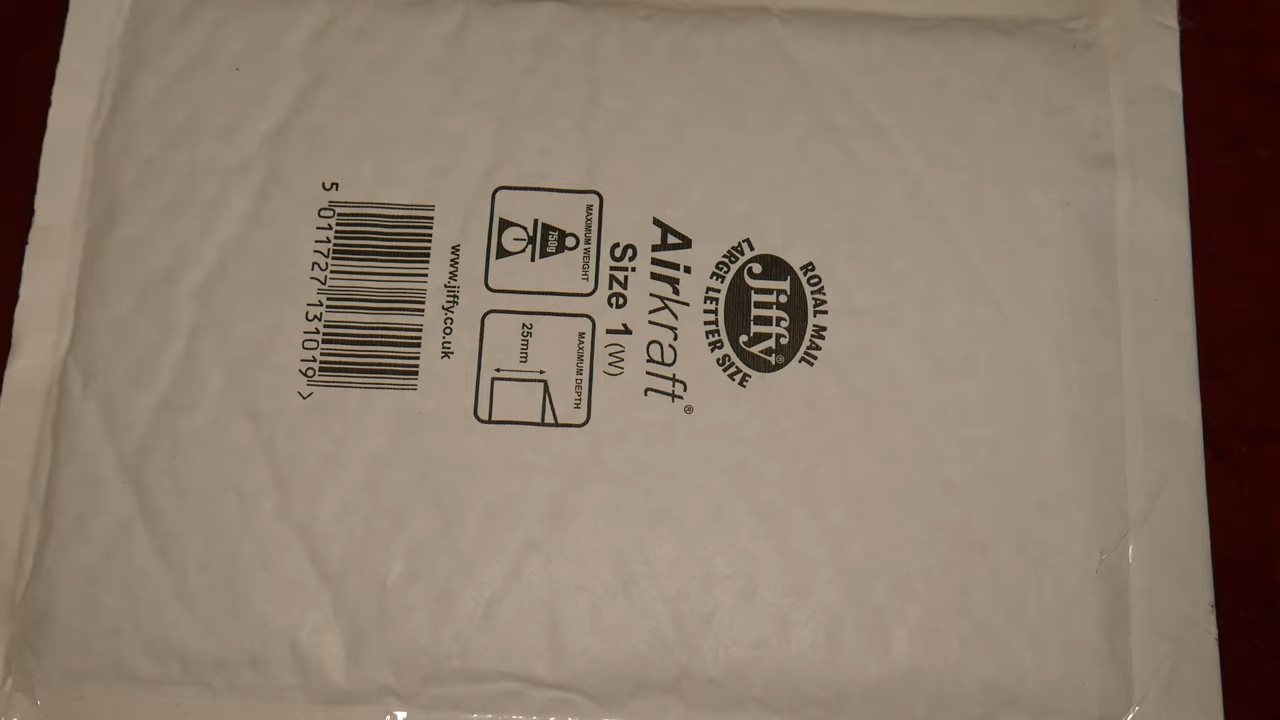 ROYAL MAIL
Jiffy®
LARGE LETTER SIZE
Airkraft®
Size 1 (W)
MAXIMUM WEIGHT
750g
MAXIMUM DEPTH
25mm
www.jiffy.co.uk
5 011727 131019 >